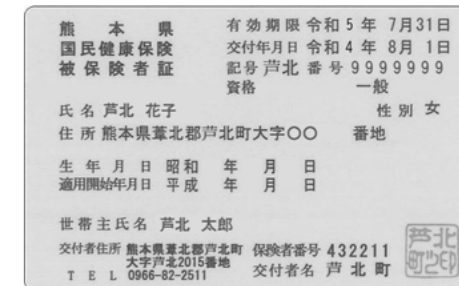 熊本県 有効期限 令和5年 7月31日
国民健康保険 交付年月日 令和4年 8月 1日
被保険者証 記号 芦北 番号 9999999
資格 一般
氏名 芦北 花子 性別 女
住所 熊本県葦北郡芦北町大字〇〇 番地
生年月日 昭和 年 月 日
適用開始年月日 平成 年 月 日
世帯主氏名 芦北 太郎
交付者住所 熊本県葦北郡芦北町 保険者番号 432211
大字芦北2015番地
TEL 0966-82-2511 交付者名 芦北町
芦北
町之印